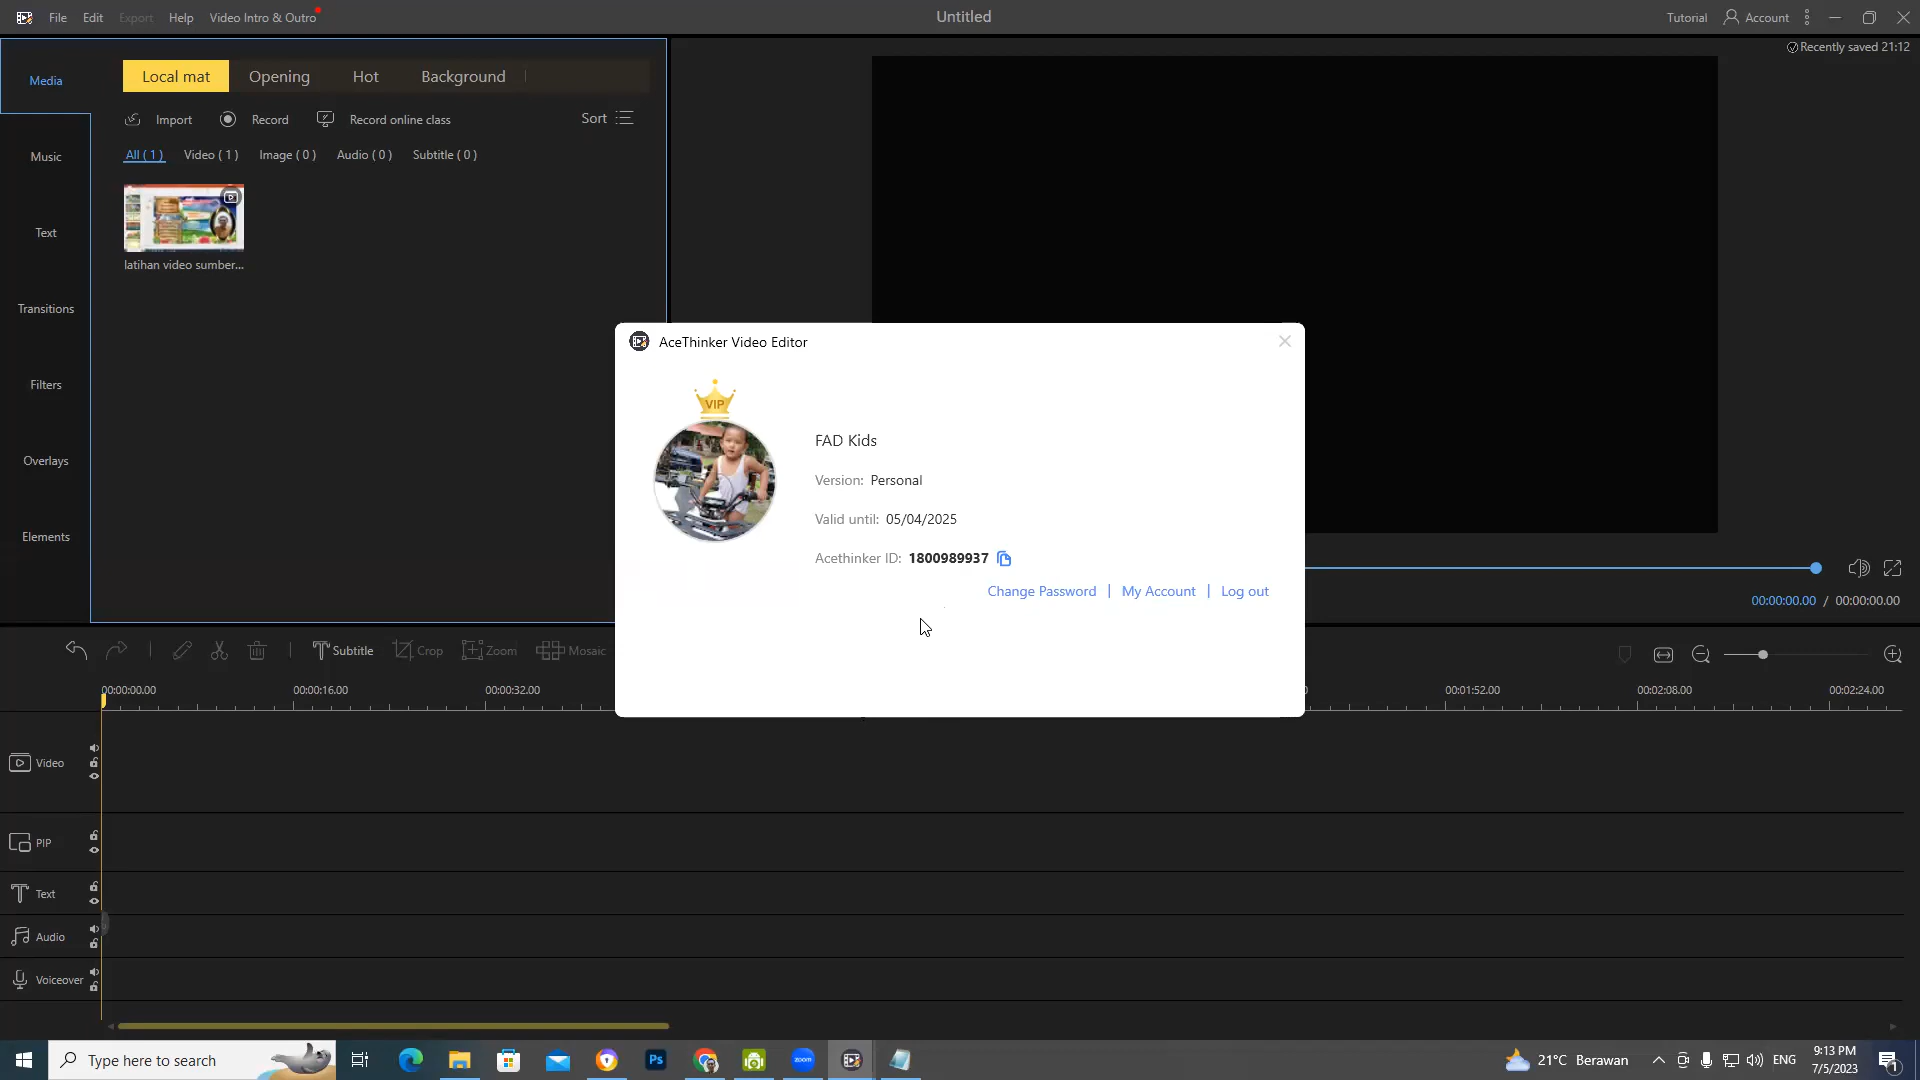 File Edit Export Help Video Intro & Outro Untitled Tutorial Account
Recently saved 21:12
Media
Local mat Opening Hot Background
Import Record Record online class Sort
All ( 1 ) Video ( 1 ) Image ( 0 ) Audio ( 0 ) Subtitle ( 0 )
latihan video sumber...
Music
Text
Transitions
Filters
Overlays
Elements
AceThinker Video Editor
VIP
FAD Kids
Version: Personal
Valid until: 05/04/2025
Acethinker ID: 1800989937
Change Password | My Account | Log out
00:00:00.00 / 00:00:00.00
Subtitle Crop Zoom Mosaic
00:00:00.00 00:00:16.00 00:00:32.00 00:01:52.00 00:02:08.00 00:02:24.00
Video
PIP
Text
Audio
Voiceover
Type here to search
Ps
zoom
21°C Berawan
ENG
9:13 PM
7/5/2023
1